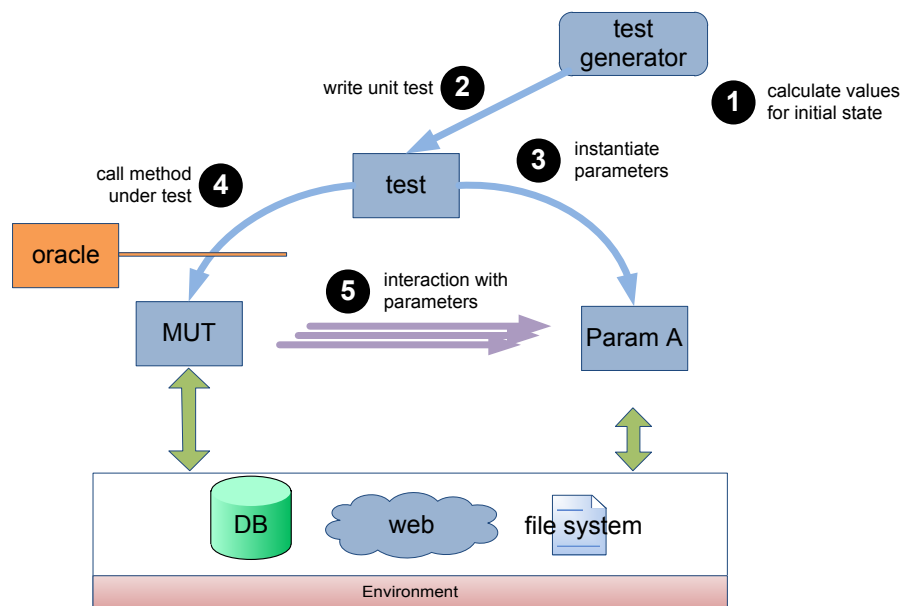 test
generator
1
calculate values
for initial state
write unit test
2
3
instantiate
parameters
call method
under test
4
test
oracle
5
interaction with
parameters
MUT
Param A
DB
web
file system
Environment